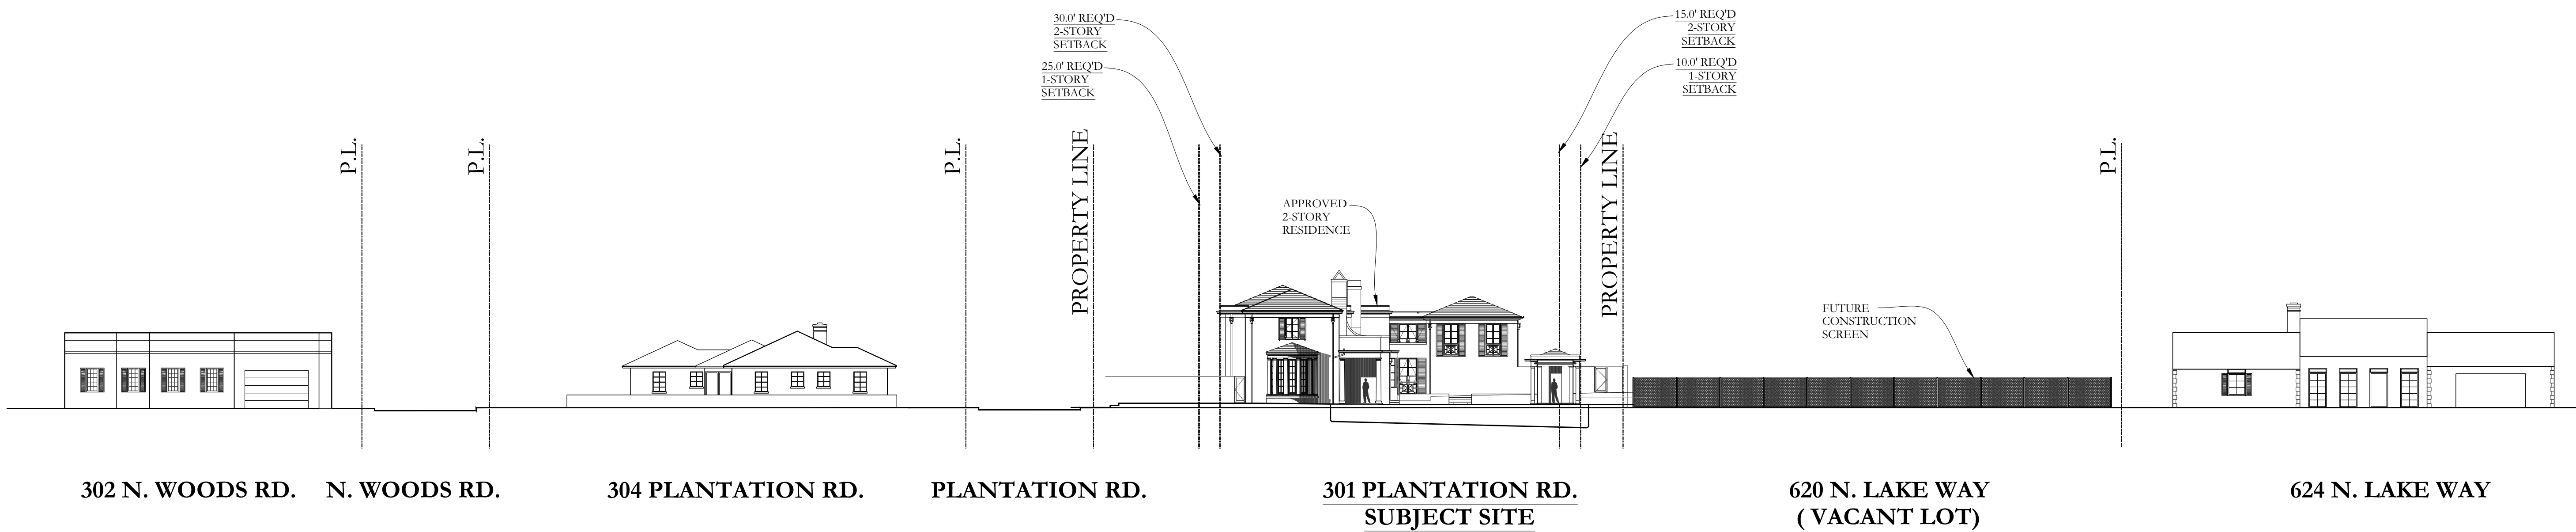 30.0' REQ'D
2-STORY
SETBACK
25.0' REQ'D
1-STORY
SETBACK
15.0' REQ'D
2-STORY
SETBACK
10.0' REQ'D
1-STORY
SETBACK
P.L.
P.L.
P.L.
PROPERTY LINE
PROPERTY LINE
P.L.
APPROVED
2-STORY
RESIDENCE
FUTURE
CONSTRUCTION
SCREEN
302 N. WOODS RD.
N. WOODS RD.
304 PLANTATION RD.
PLANTATION RD.
301 PLANTATION RD.
SUBJECT SITE
620 N. LAKE WAY
( VACANT LOT)
624 N. LAKE WAY